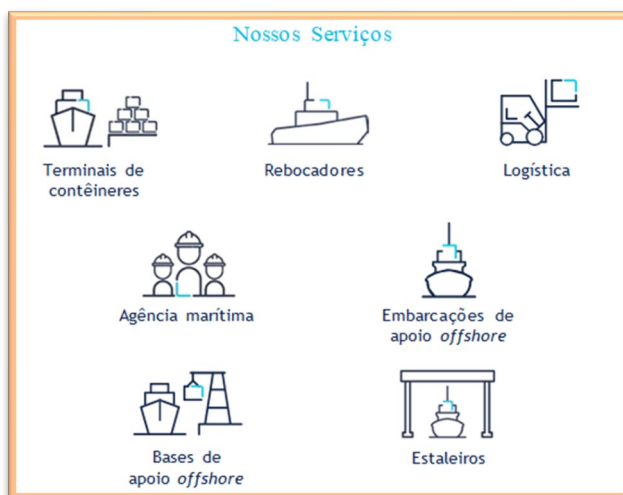 Nossos Serviços
Terminais de
contêineres
Rebocadores
Logística
Agência marítima
Embarcações de
apoio offshore
Bases de
apoio offshore
Estaleiros